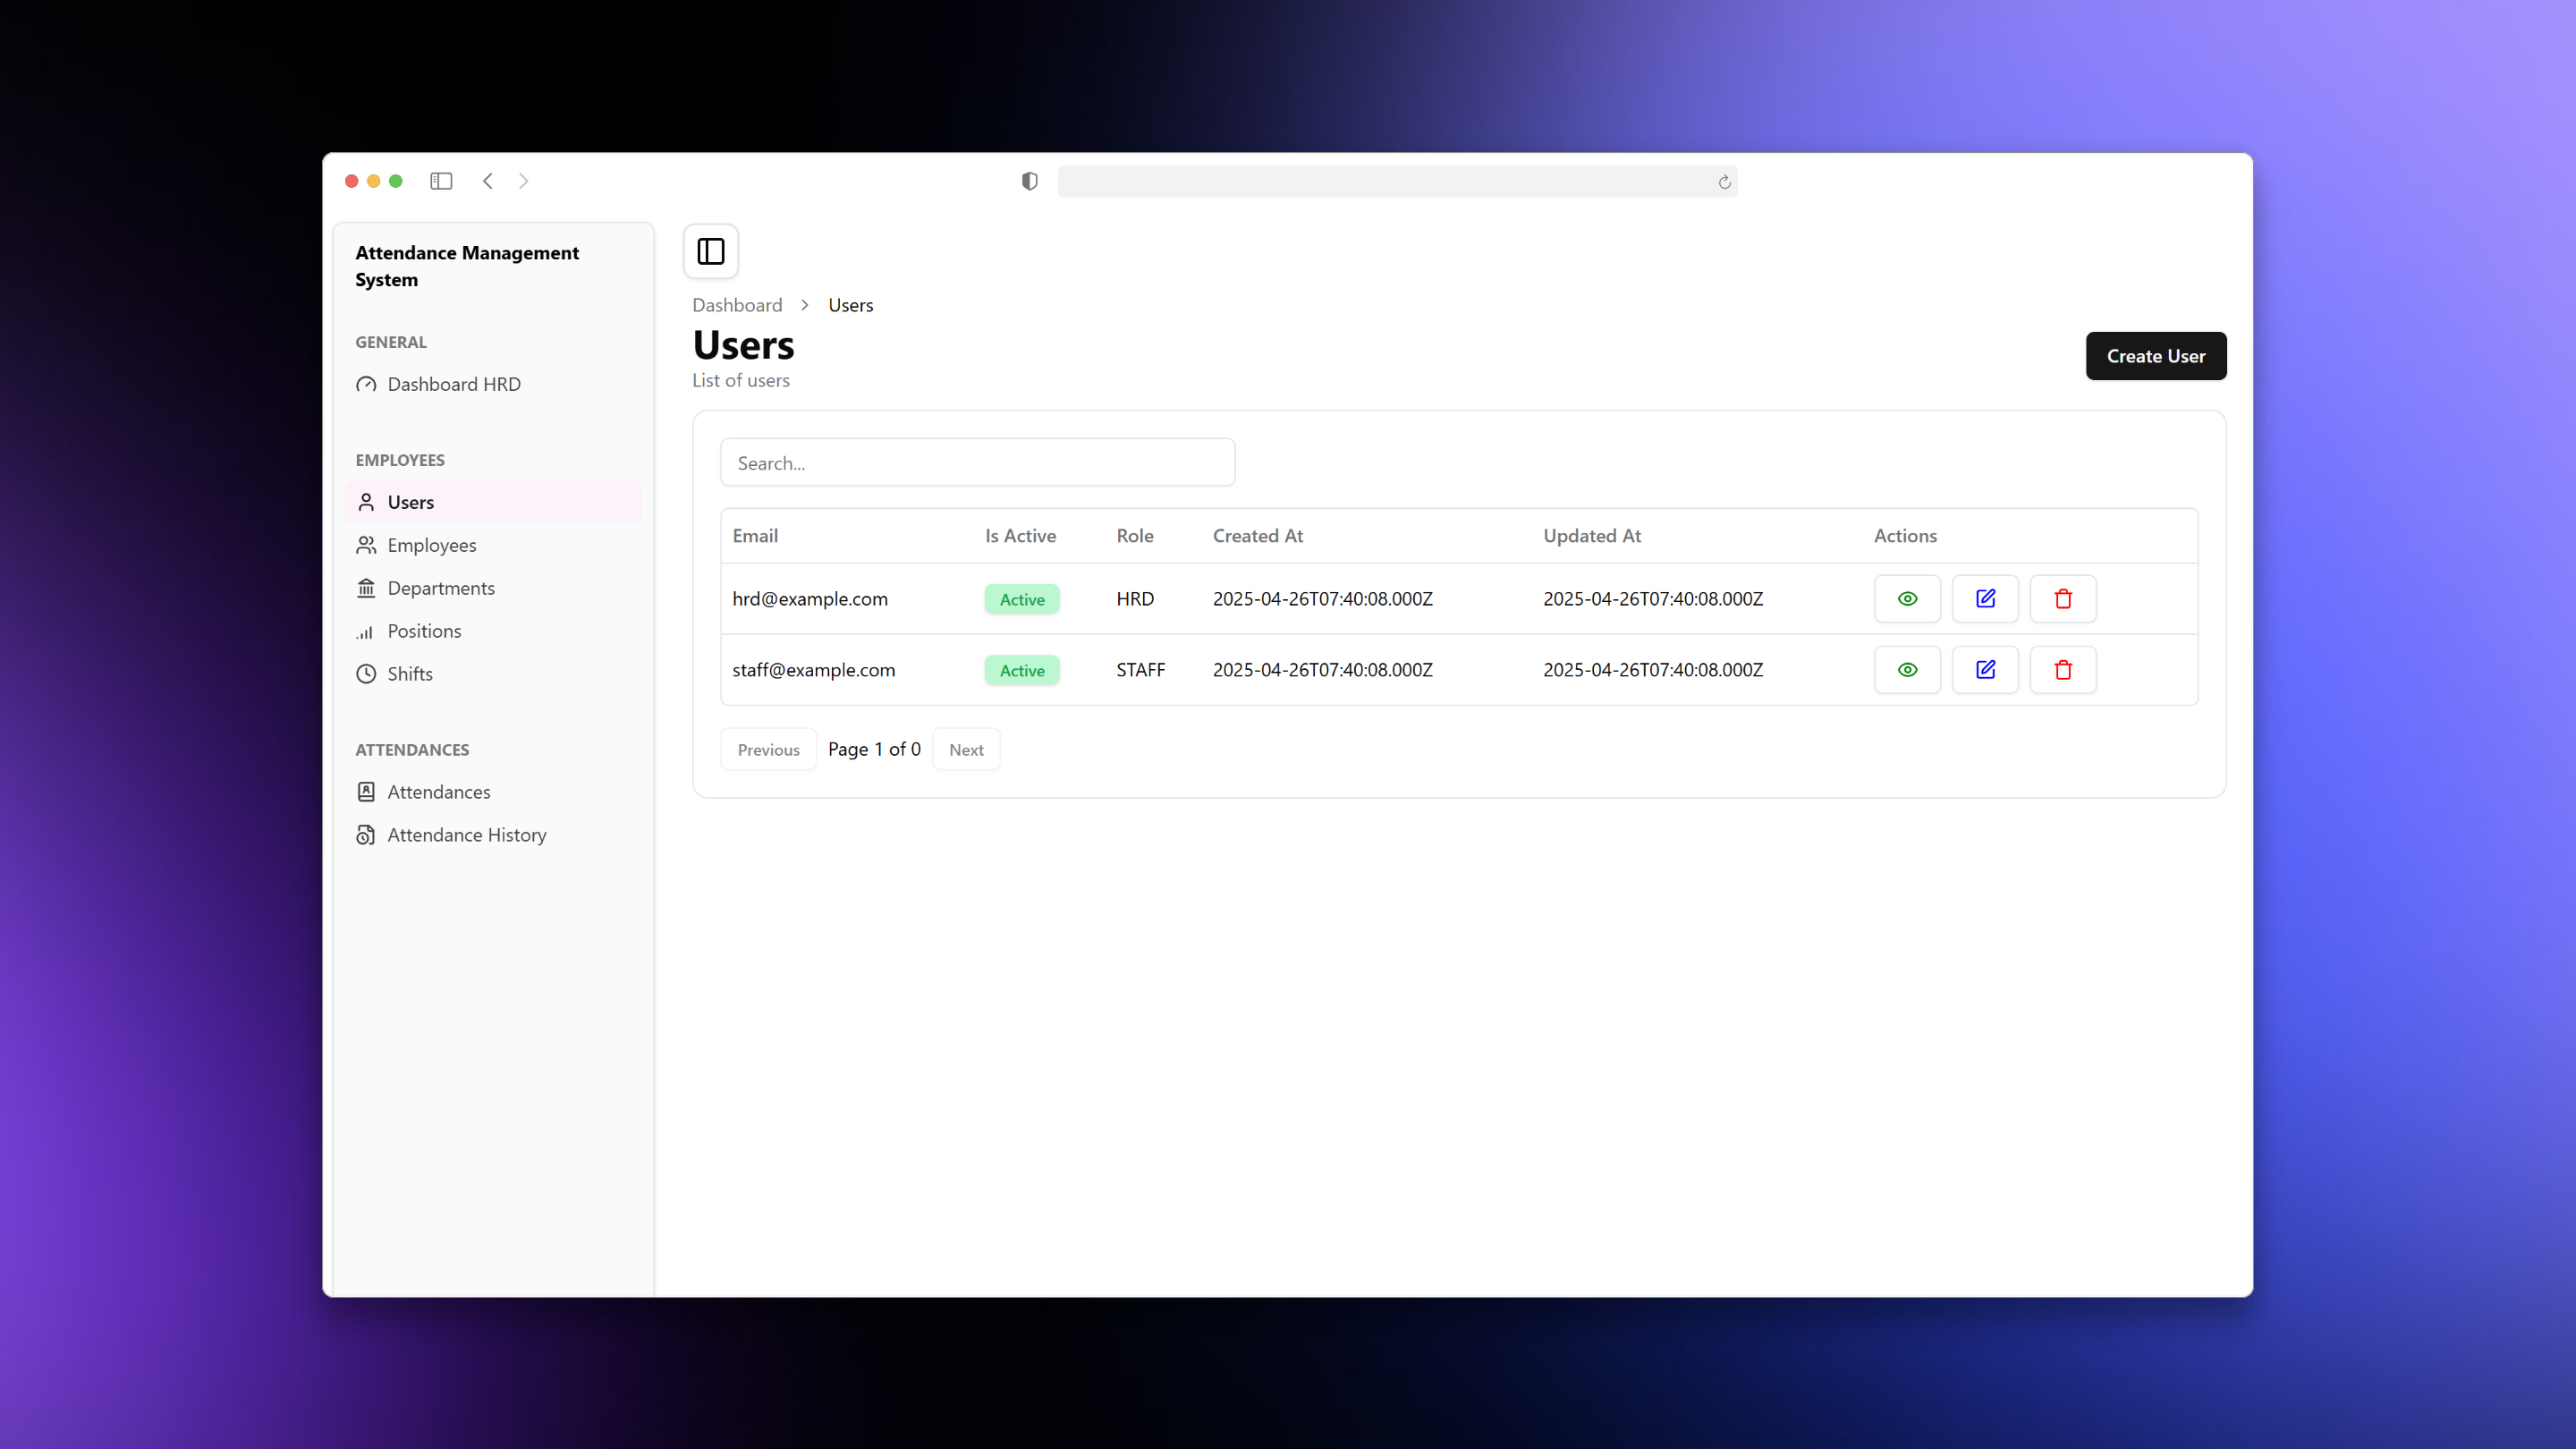 Attendance Management
System
GENERAL
Dashboard HRD
EMPLOYEES
Users
Employees
Departments
Positions
Shifts
ATTENDANCES
Attendances
Attendance History
Dashboard > Users
Users
List of users
Create User
Search...
Email Is Active Role Created At Updated At Actions
hrd@example.com Active HRD 2025-04-26T07:40:08.000Z 2025-04-26T07:40:08.000Z
staff@example.com Active STAFF 2025-04-26T07:40:08.000Z 2025-04-26T07:40:08.000Z
Previous Page 1 of 0 Next